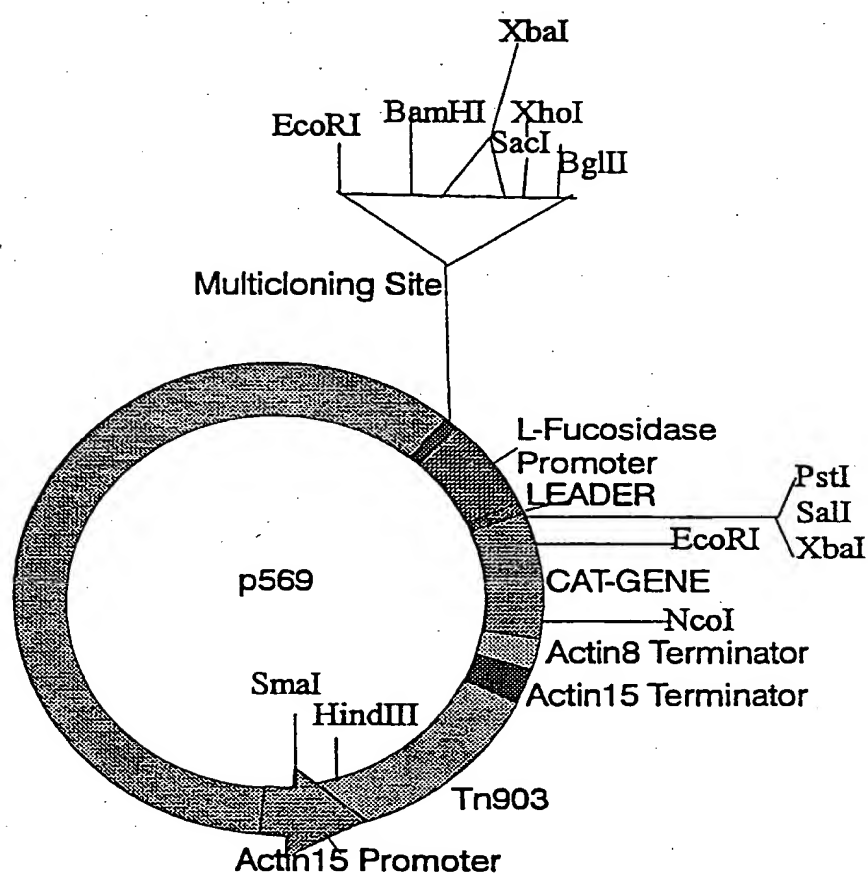 XbaI
EcoRI
BamHI
XhoI
SacI
BglII
Multicloning Site
L-Fucosidase
Promoter
LEADER
PstI
SalI
XbaI
EcoRI
p569
CAT-GENE
NcoI
Actin8 Terminator
Actin15 Terminator
SmaI
HindIII
Tn903
Actin15 Promoter